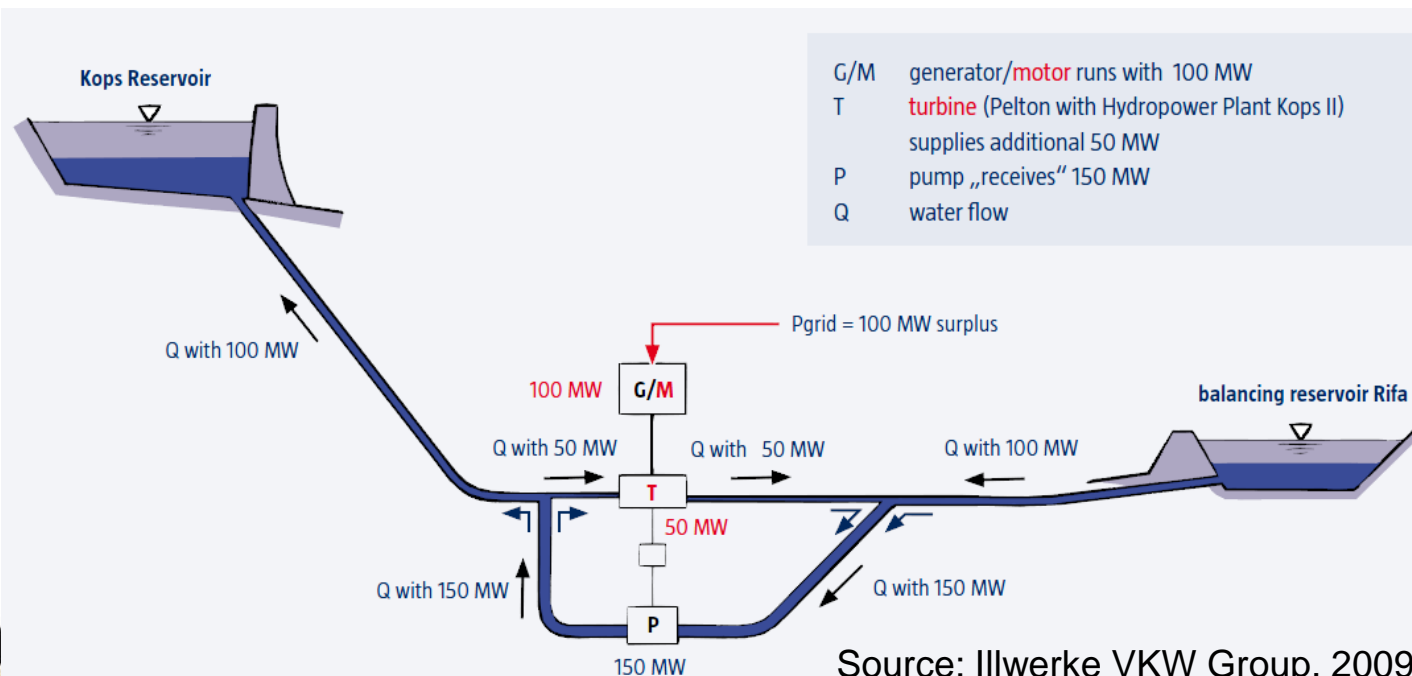 Kops Reservoir
G/M generator/motor runs with 100 MW
T turbine (Pelton with Hydropower Plant Kops II)
supplies additional 50 MW
P pump „receives“ 150 MW
Q water flow
Pgrid = 100 MW surplus
Q with 100 MW
100 MW
G/M
balancing reservoir Rifa
Q with 50 MW
Q with 50 MW
Q with 100 MW
T
50 MW
Q with 150 MW
Q with 150 MW
P
150 MW
Source: Illwerke VKW Group, 2009